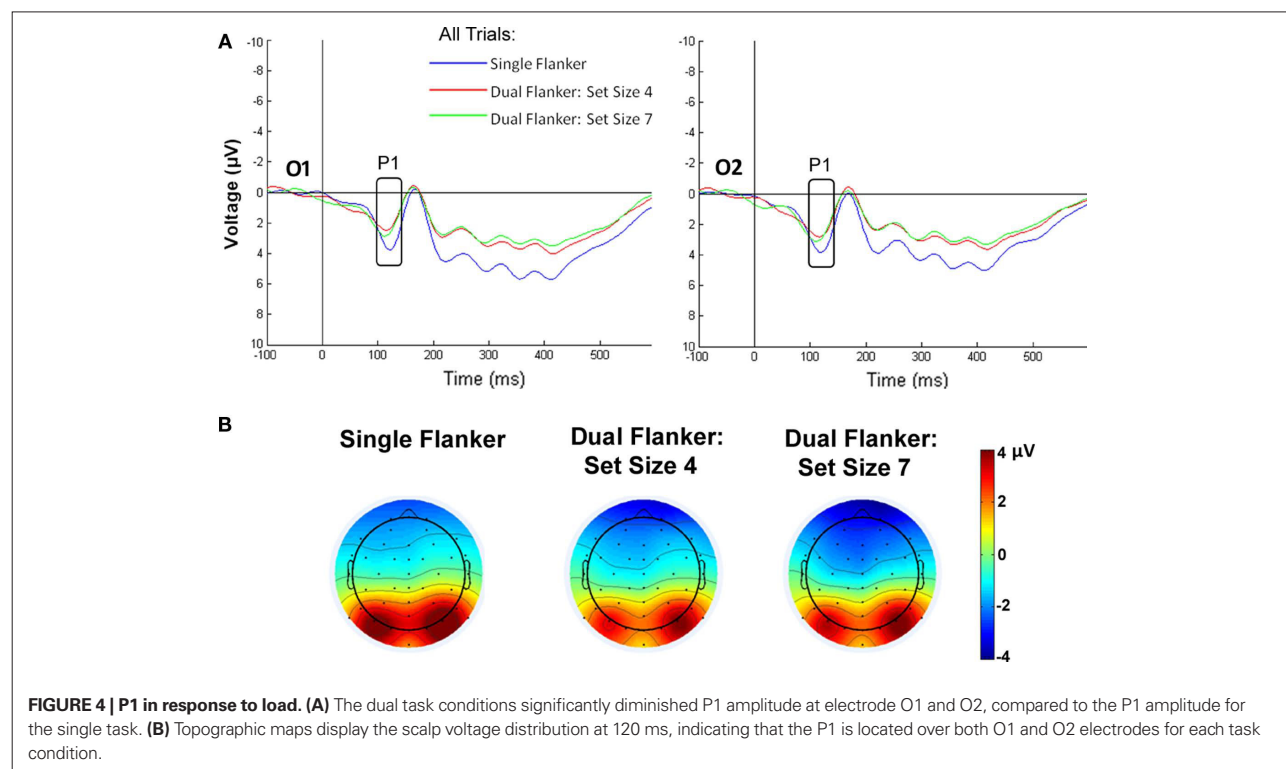 A
All Trials:
Single Flanker
Dual Flanker: Set Size 4
Dual Flanker: Set Size 7
-10
-8
-6
-4
-2
0
2
4
6
8
10
Voltage (µV)
O1
P1
-100
0
100
200
300
400
500
Time (ms)
-10
-8
-6
-4
-2
0
2
4
6
8
10
O2
P1
-100
0
100
200
300
400
500
Time (ms)
B
Single Flanker
Dual Flanker:
Set Size 4
Dual Flanker:
Set Size 7
4 µV
2
0
-2
-4
FIGURE 4 | P1 in response to load. (A) The dual task conditions significantly diminished P1 amplitude at electrode O1 and O2, compared to the P1 amplitude for
the single task. (B) Topographic maps display the scalp voltage distribution at 120 ms, indicating that the P1 is located over both O1 and O2 electrodes for each task
condition.